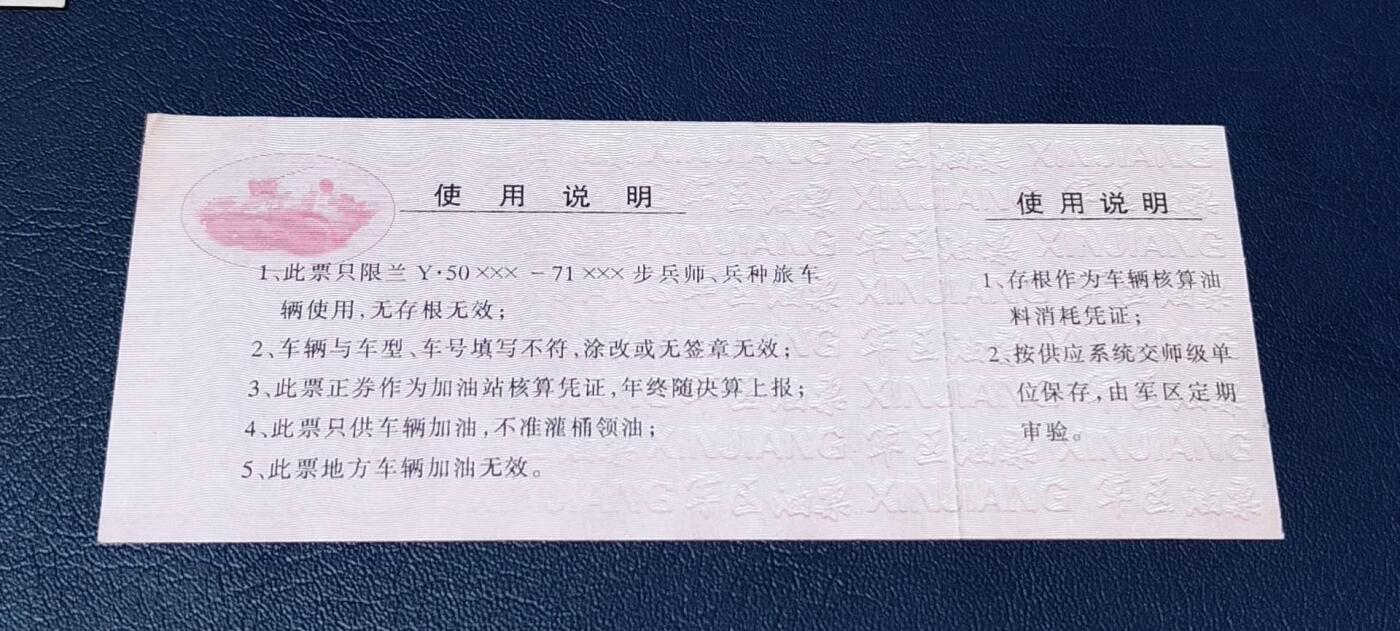 使用说明
1、此票只限兰 Y·50 ××× - 71 ××× 步兵师、兵种旅车
辆使用,无存根无效;
2、车辆与车型、车号填写不符,涂改或无签章无效;
3、此票正券作为加油站核算凭证,年终随决算上报;
4、此票只供车辆加油,不准灌桶领油;
5、此票地方车辆加油无效。
使用说明
1、存根作为车辆核算油
料消耗凭证;
2、按供应系统交师级单
位保存,由军区定期
审验。